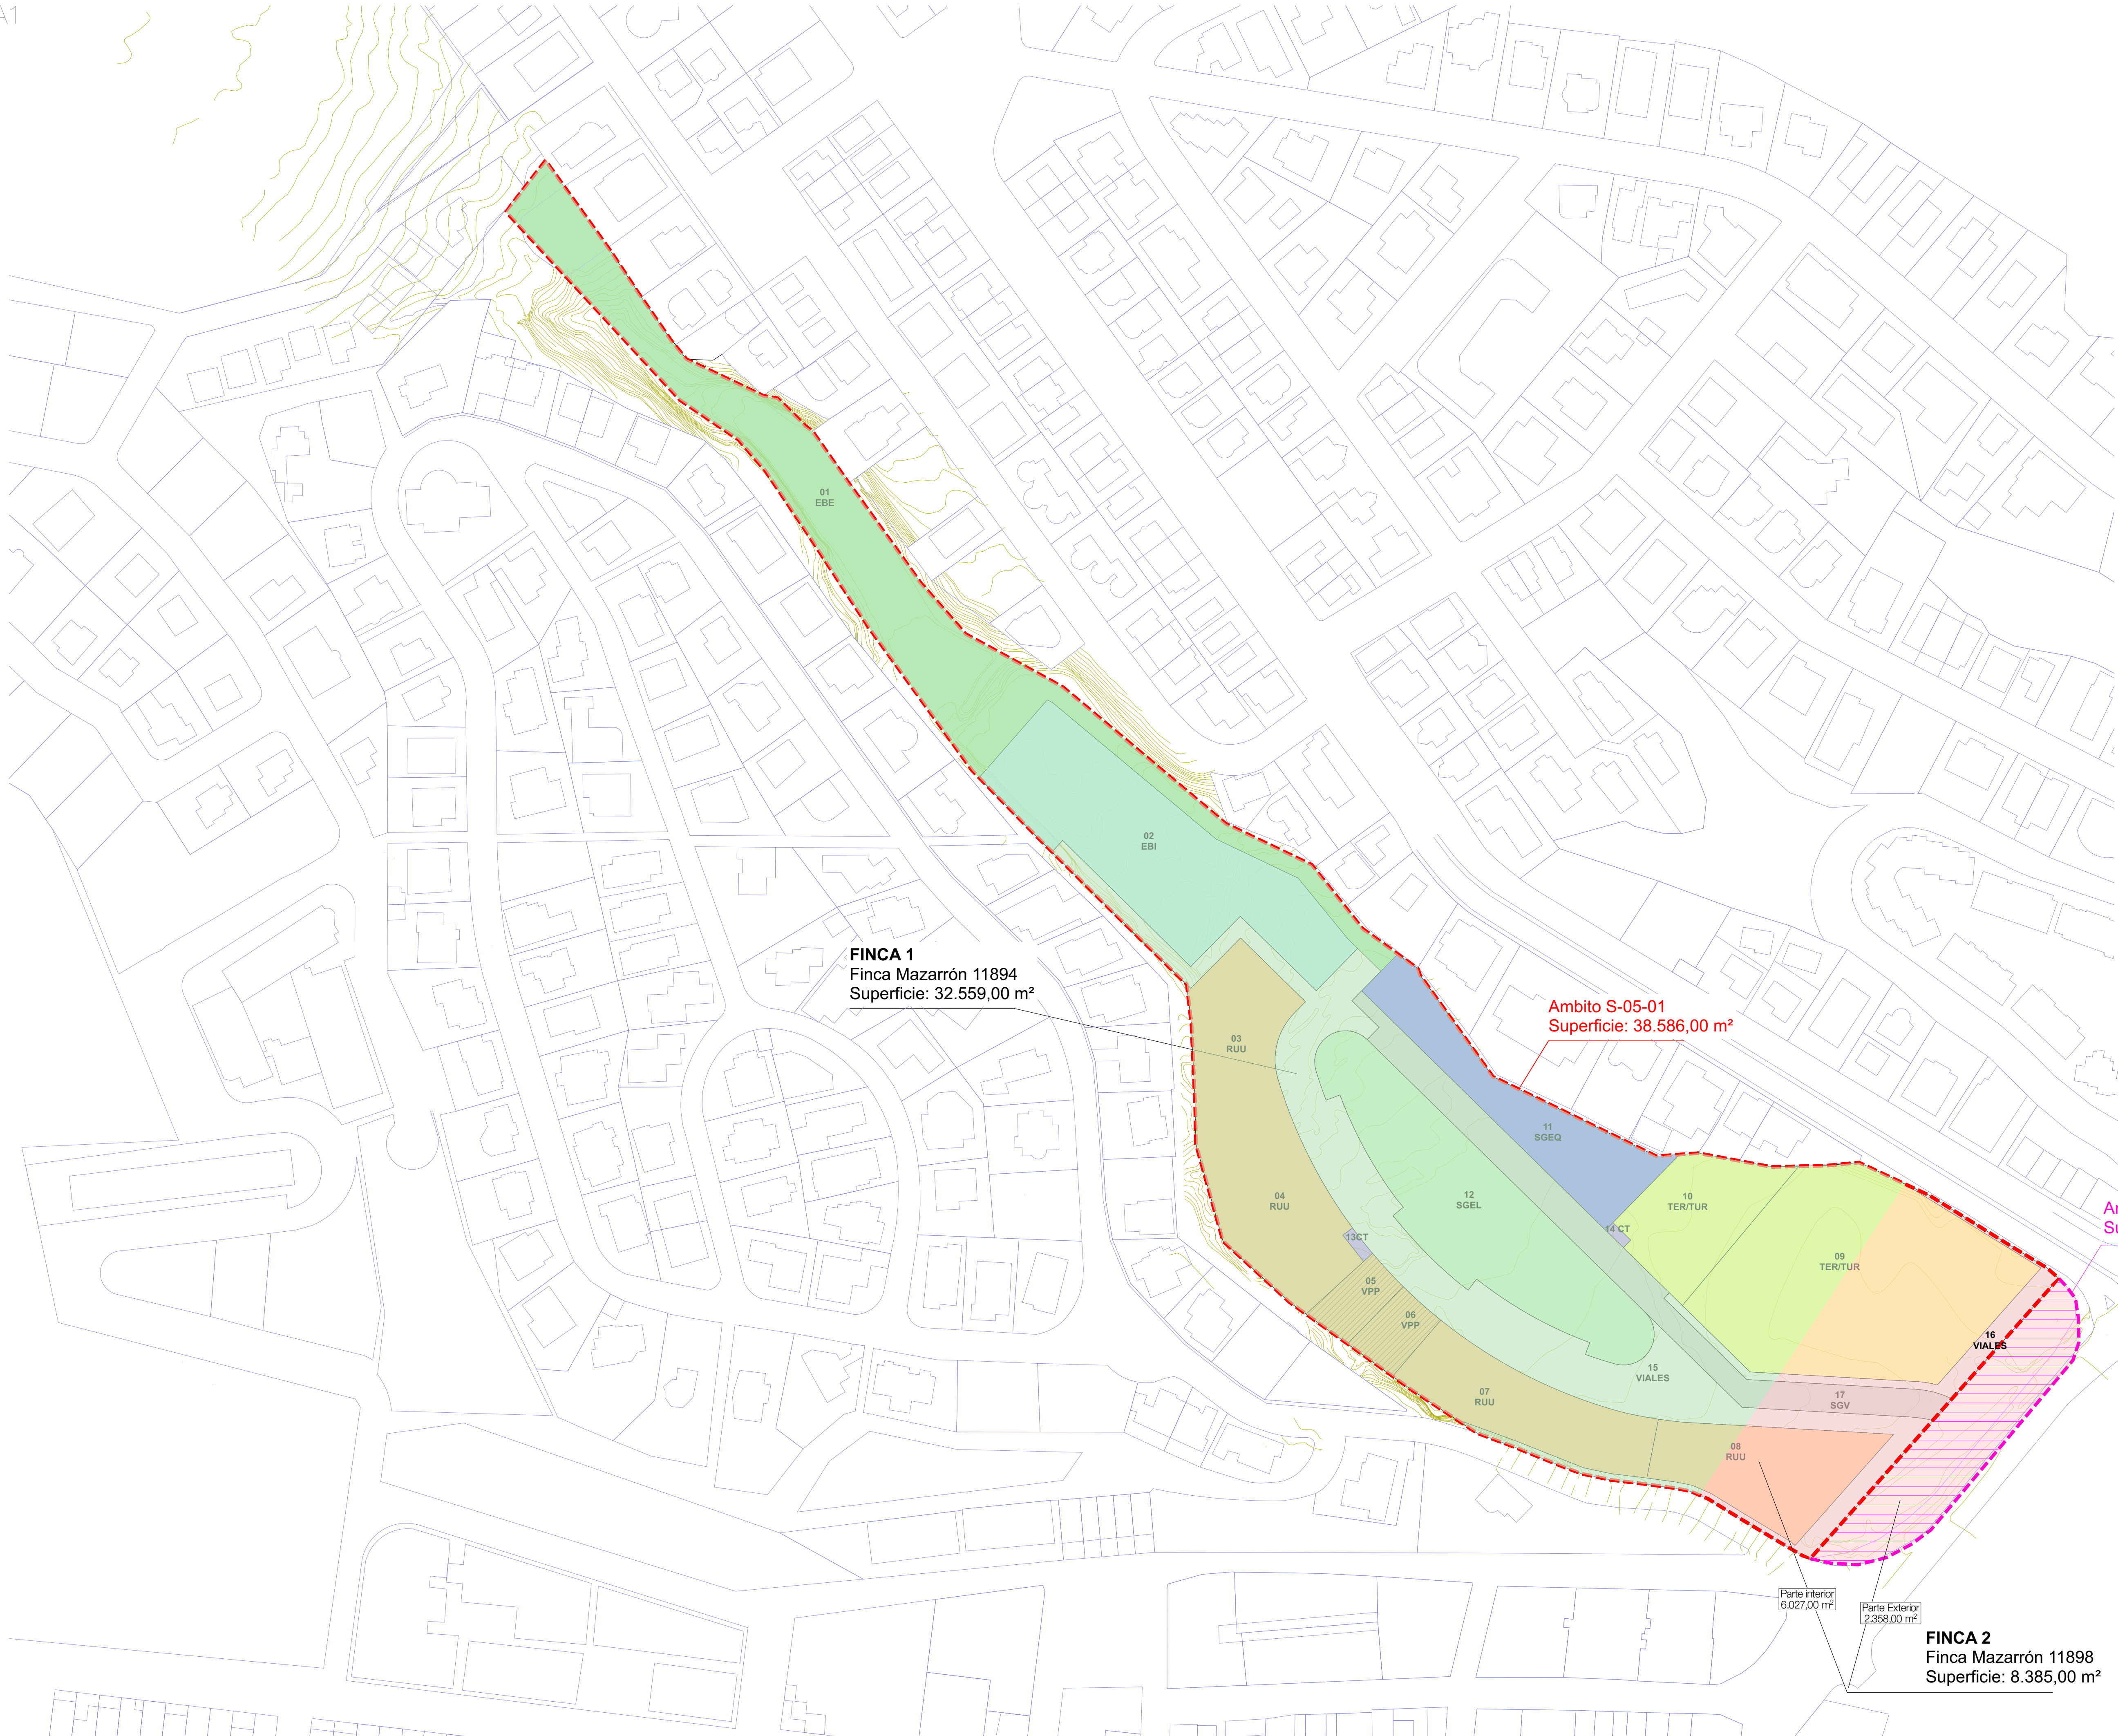 A1
01
EBE
02
EBI
FINCA 1
Finca Mazarrón 11894
Superficie: 32.559,00 m²
Ambito S-05-01
Superficie: 38.586,00 m²
03
RUU
11
SGEQ
04
RUU
12
SGEL
10
TER/TUR
14 CT
13CT
09
TER/TUR
05
VPP
06
VPP
16
VIALES
15
VIALES
07
RUU
17
SGV
08
RUU
Parte interior
6.027,00 m²
Parte Exterior
2.358,00 m²
FINCA 2
Finca Mazarrón 11898
Superficie: 8.385,00 m²